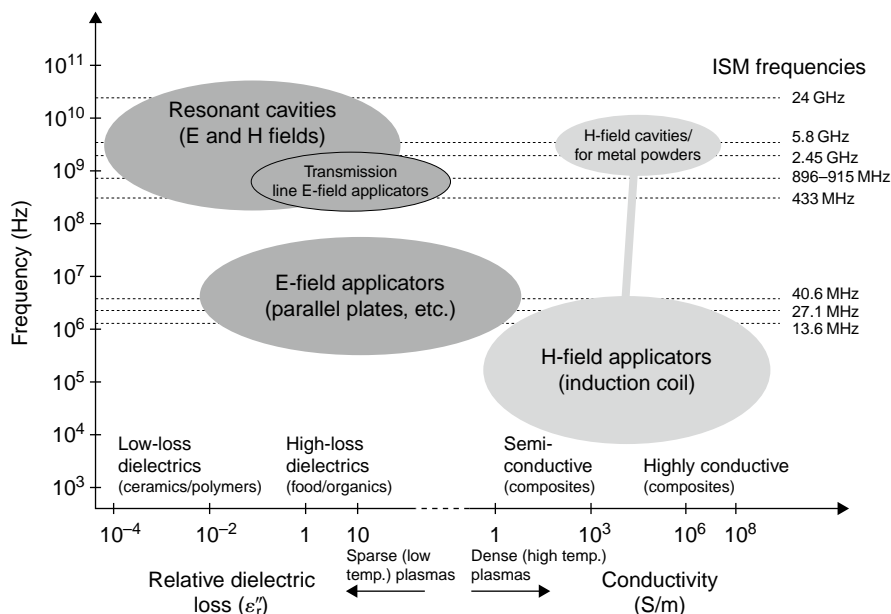 10¹¹
10¹⁰
10⁹
10⁸
10⁷
10⁶
10⁵
10⁴
10³
Frequency (Hz)
ISM frequencies
24 GHz
5.8 GHz
2.45 GHz
896–915 MHz
433 MHz
40.6 MHz
27.1 MHz
13.6 MHz
Resonant cavities
(E and H fields)
Transmission
line E-field applicators
H-field cavities/
for metal powders
E-field applicators
(parallel plates, etc.)
H-field applicators
(induction coil)
Low-loss
dielectrics
(ceramics/polymers)
High-loss
dielectrics
(food/organics)
Semi-
conductive
(composites)
Highly conductive
(composites)
10⁻⁴
10⁻²
1
10
1
10³
10⁶
10⁸
Sparse (low
temp.) plasmas
Dense (high temp.)
plasmas
Relative dielectric
loss (ε″ᵣ)
Conductivity
(S/m)